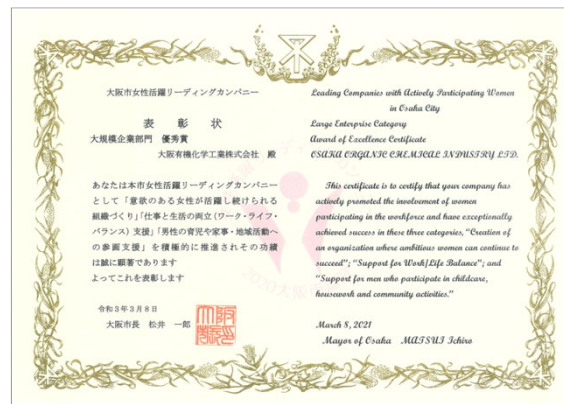 大阪市女性活躍リーディングカンパニー
表 彰 状
大規模企業部門 優秀賞
大阪有機化学工業株式会社 殿
あなたは本市女性活躍リーディングカンパニー
として「意欲のある女性が活躍し続けられる
組織づくり」「仕事と生活の両立(ワーク・ライフ・
バランス)支援」「男性の育児や家事・地域活動へ
の参画支援」を積極的に推進されその功績
は誠に顕著であります
よってこれを表彰します
令和3年3月8日
大阪市長 松井 一郎
Leading Companies with Actively Participating Women
in Osaka City
Large Enterprise Category
Award of Excellence Certificate
OSAKA ORGANIC CHEMICAL INDUSTRY LTD.
This certificate is to certify that your company has
actively promoted the involvement of women
participating in the workforce and have exceptionally
achieved success in these three categories, "Creation of
an organization where ambitious women can continue to
succeed"; "Support for Work/Life Balance"; and
"Support for men who participate in childcare,
housework and community activities."
March 8, 2021
Mayor of Osaka MATSUI Ichiro